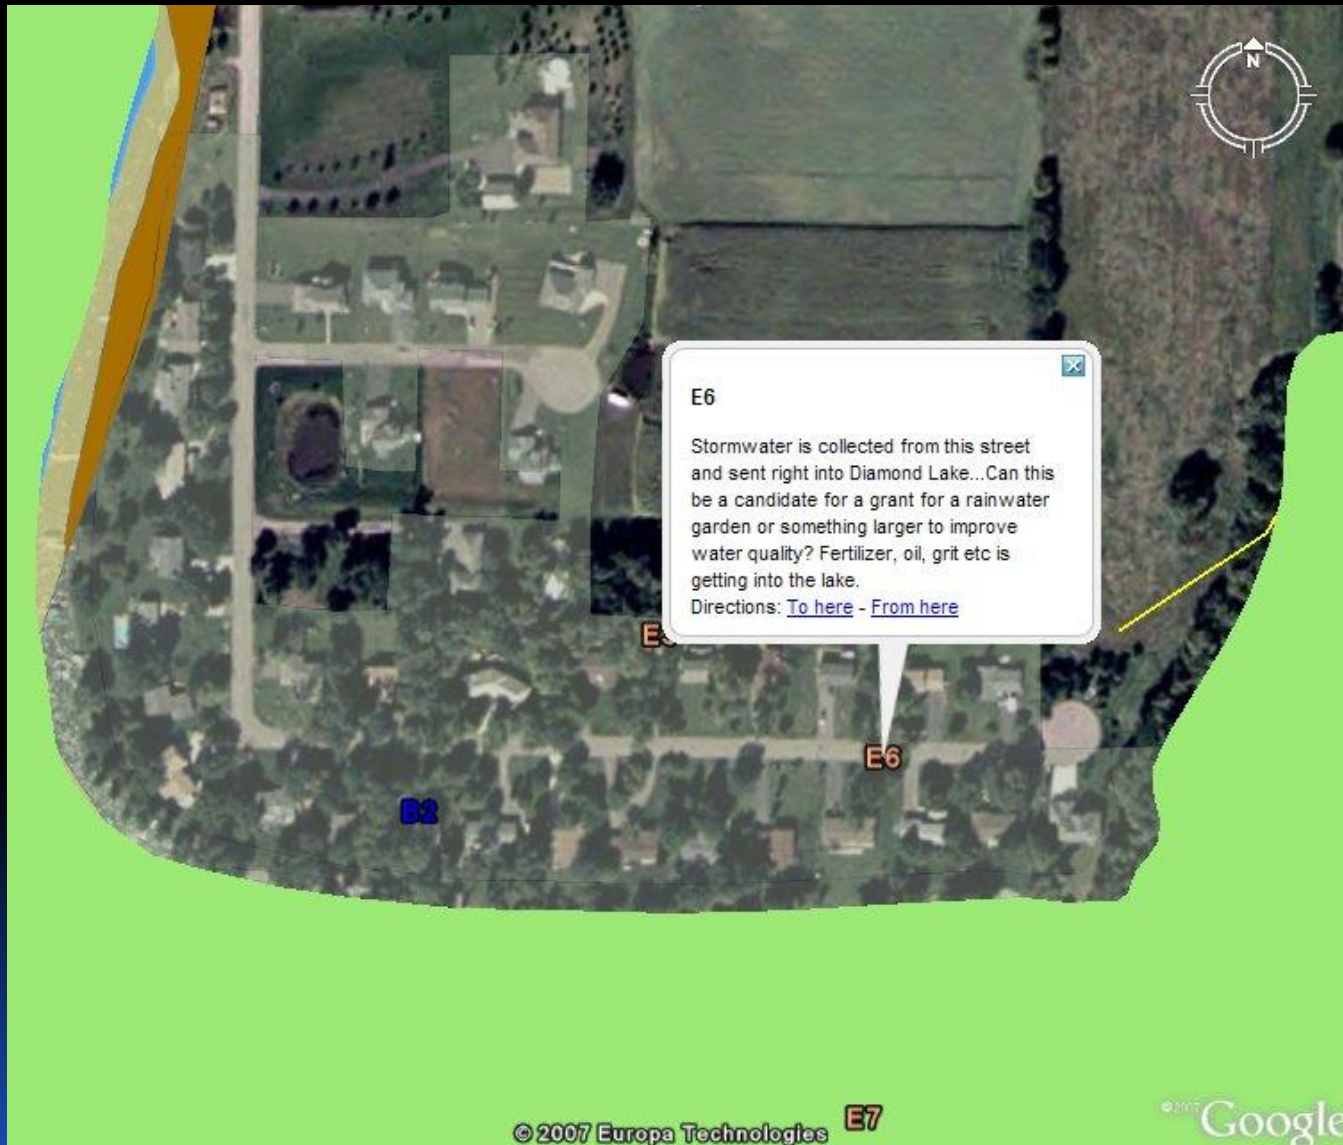 N
E6
Stormwater is collected from this street
and sent right into Diamond Lake...Can this
be a candidate for a grant for a rainwater
garden or something larger to improve
water quality? Fertilizer, oil, grit etc is
getting into the lake.
Directions: To here - From here
E6
B2
E7
© 2007 Europa Technologies
©2007 Google